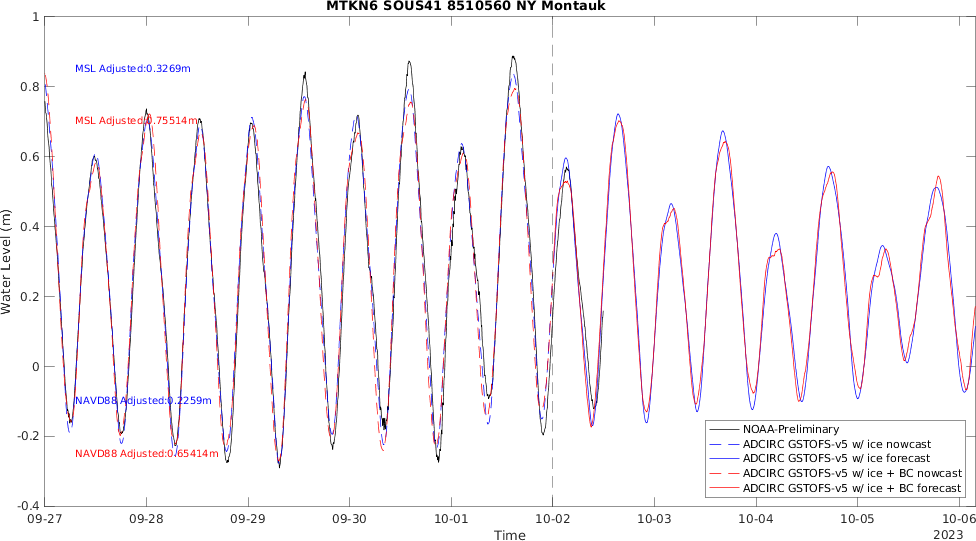 MTKN6 SOUS41 8510560 NY Montauk
1
0.8
0.6
0.4
0.2
0
-0.2
-0.4
Water Level (m)
MSL Adjusted:0.3269m
MSL Adjusted:0.75514m
NAVD88 Adjusted:0.2259m
NAVD88 Adjusted:0.65414m
NOAA-Preliminary
ADCIRC GSTOFS-v5 w/ ice nowcast
ADCIRC GSTOFS-v5 w/ ice forecast
ADCIRC GSTOFS-v5 w/ ice + BC nowcast
ADCIRC GSTOFS-v5 w/ ice + BC forecast
09-27 09-28 09-29 09-30 10-01 10-02 10-03 10-04 10-05 10-06
Time
2023